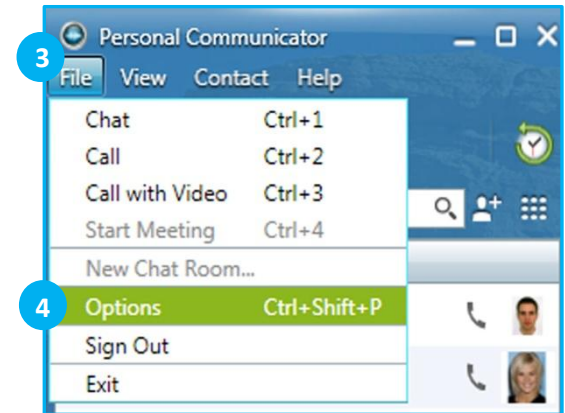 Personal Communicator
3
File View Contact Help
Chat Ctrl+1
Call Ctrl+2
Call with Video Ctrl+3
Start Meeting Ctrl+4
New Chat Room...
4 Options Ctrl+Shift+P
Sign Out
Exit